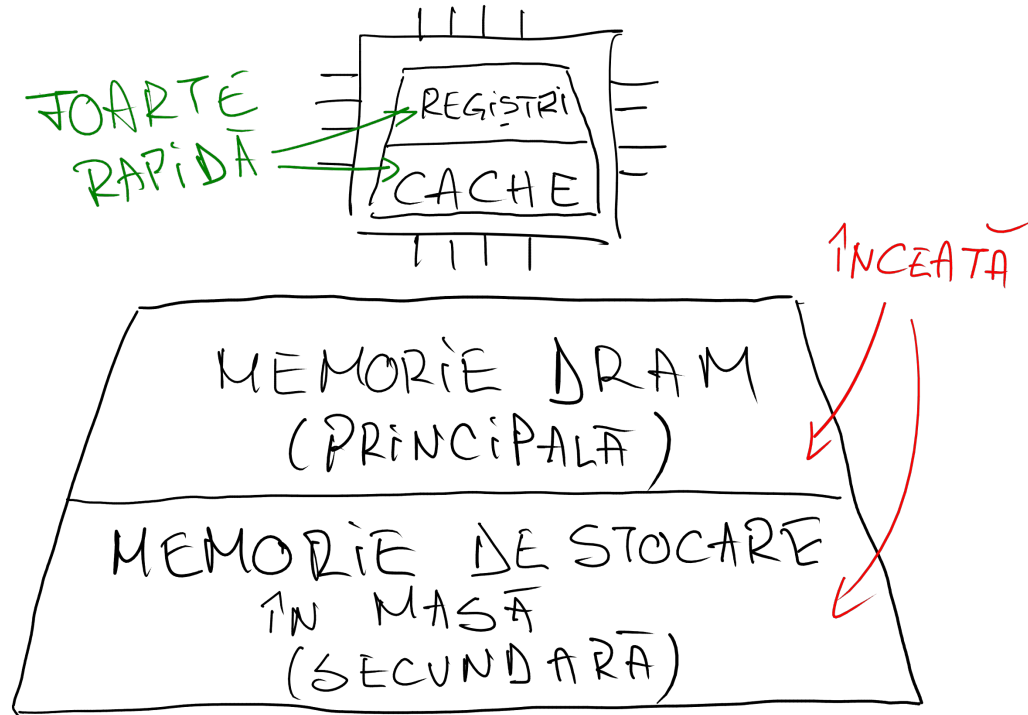 FOARTE
RAPIDĂ
REGIȘTRI
CACHE
ÎNCEATĂ
MEMORIE DRAM
(PRINCIPALĂ)
MEMORIE DE STOCARE
ÎN MASĂ
(SECUNDARĂ)